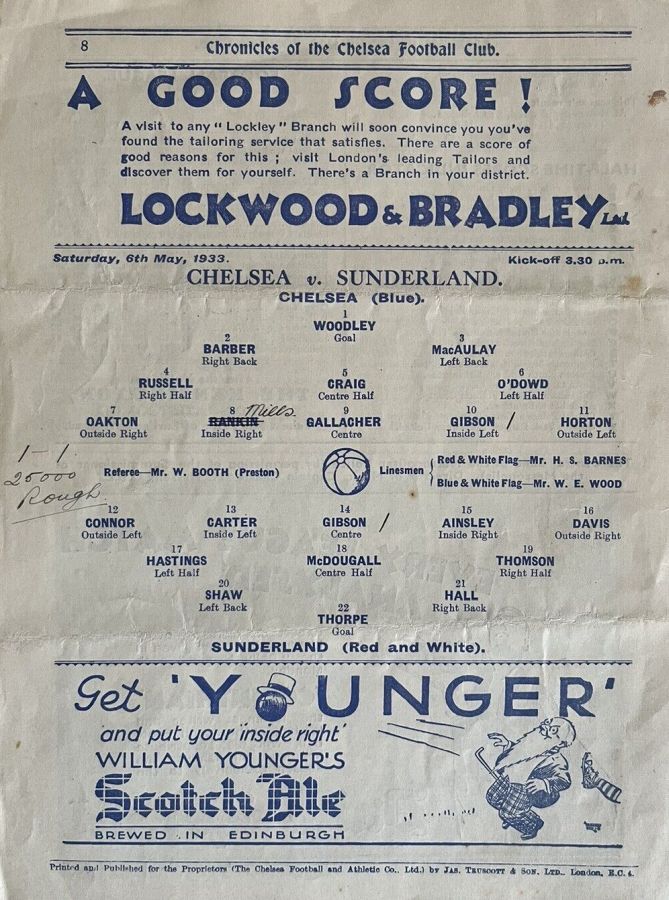 8 Chronicles of the Chelsea Football Club.
A GOOD SCORE!
A visit to any "Lockley" Branch will soon convince you you've
found the tailoring service that satisfies. There are a score of
good reasons for this ; visit London's leading Tailors and
discover them for yourself. There's a Branch in your district.
LOCKWOOD & BRADLEY Ltd.
Saturday, 6th May, 1933. Kick-off 3.30 p.m.
CHELSEA v. SUNDERLAND.
CHELSEA (Blue).
1
WOODLEY
Goal
2 3
BARBER MacAULAY
Right Back Left Back
4 5 6
RUSSELL CRAIG O'DOWD
Right Half Centre Half Left Half
7 8 Mills 9 10 11
OAKTON RANKIN GALLACHER GIBSON / HORTON
Outside Right Inside Right Centre Inside Left Outside Left
1-1
25000
Rough
Referee—Mr. W. BOOTH (Preston) Linesmen
Red & White Flag—Mr. H. S. BARNES
Blue & White Flag—Mr. W. E. WOOD
12 13 14 15 16
CONNOR CARTER GIBSON / AINSLEY DAVIS
Outside Left Inside Left Centre Inside Right Outside Right
17 18 19
HASTINGS McDOUGALL THOMSON
Left Half Centre Half Right Half
20 21
SHAW HALL
Left Back Right Back
22
THORPE
Goal
SUNDERLAND (Red and White).
Get 'YOUNGER'
and put your 'inside right'
WILLIAM YOUNGER'S
Scotch Ale
BREWED IN EDINBURGH
Printed and Published for the Proprietors (The Chelsea Football and Athletic Co., Ltd.) by JAS. TRUSCOTT & SON, LTD., London, E.C. 4.